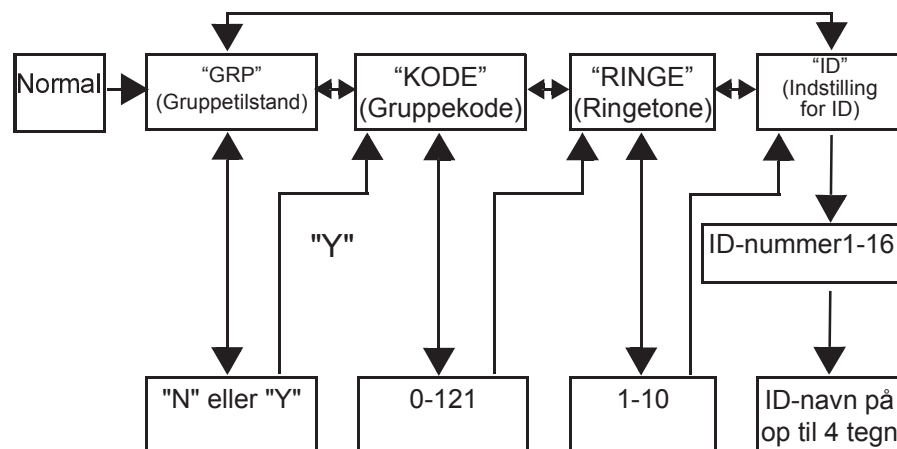 Normal
“GRP”
(Gruppetilstand)
“KODE”
(Gruppekode)
“RINGE”
(Ringetone)
“ID”
(Indstilling
for ID)
"Y"
ID-nummer1-16
"N" eller "Y"
0-121
1-10
ID-navn på
op til 4 tegn